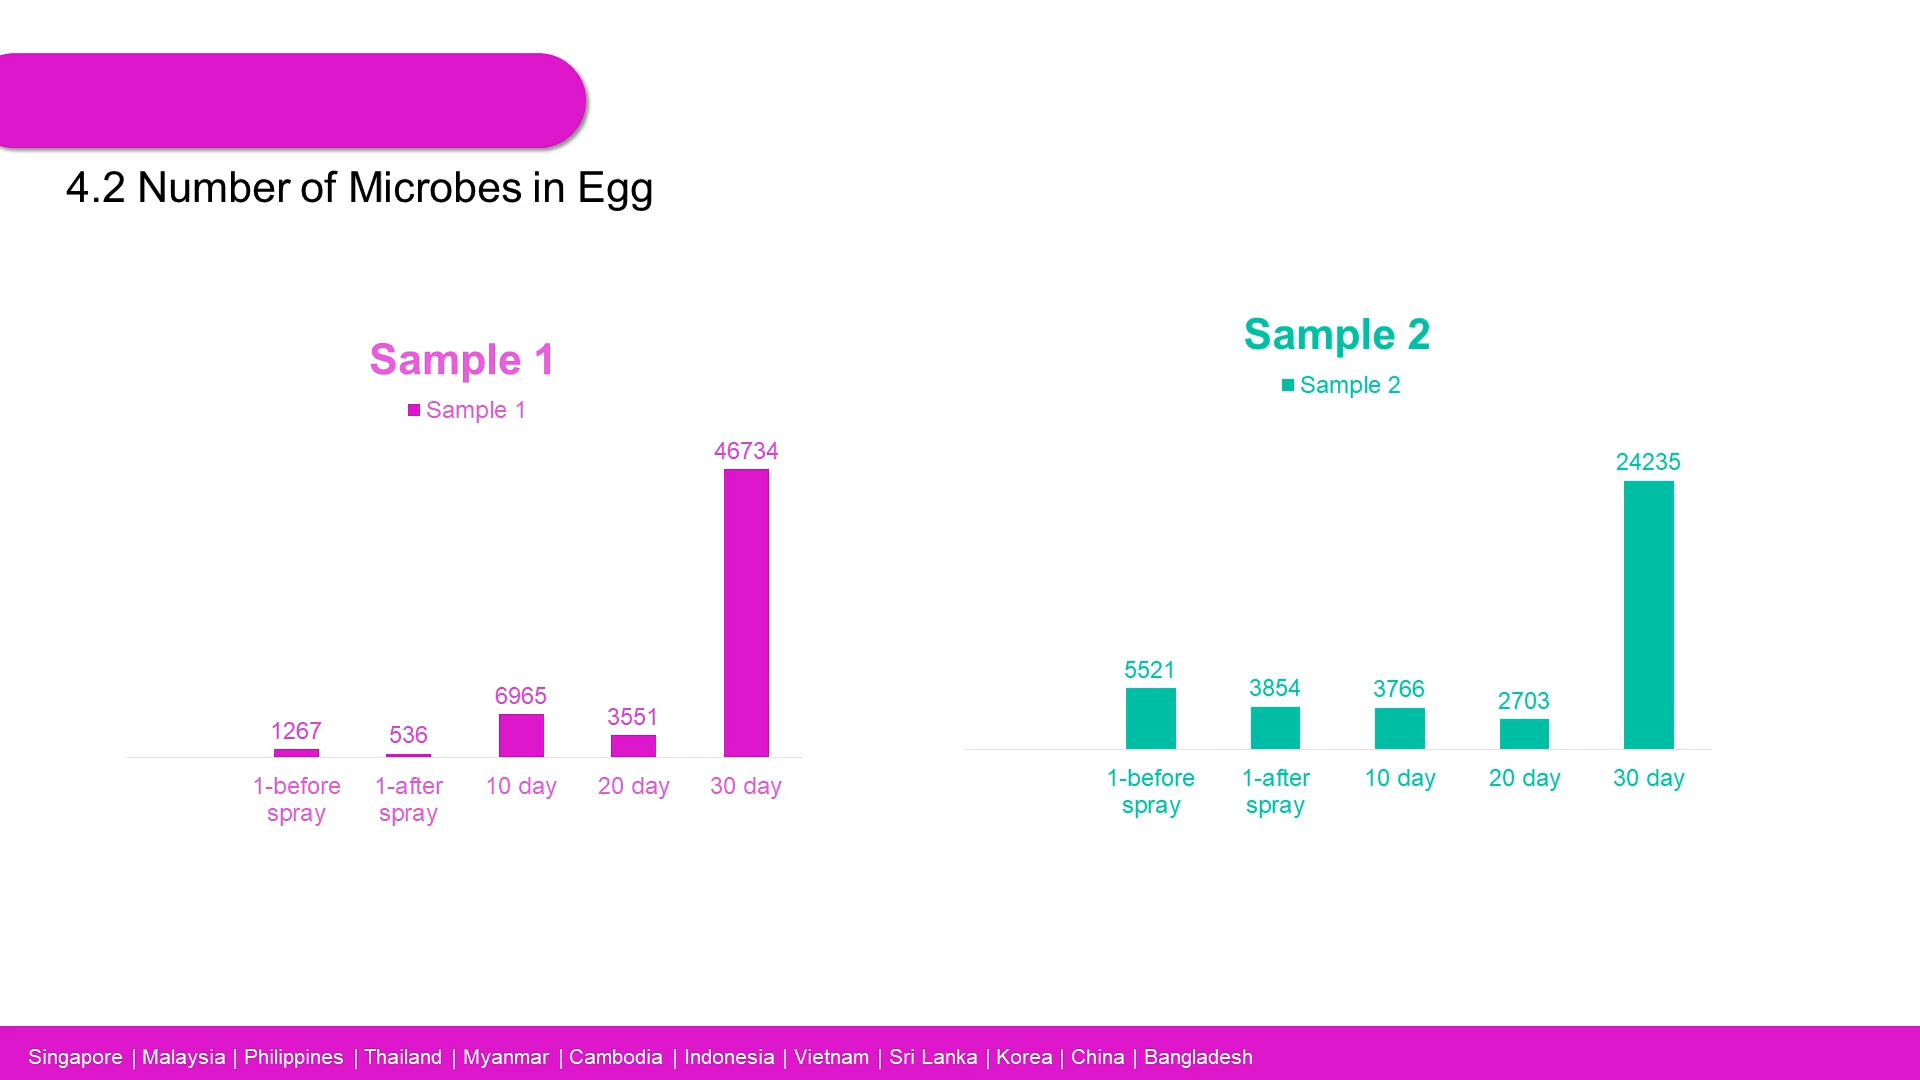 4.2 Number of Microbes in Egg
Sample 1
Sample 1
46734
6965
3551
1267
536
1-before
spray
1-after
spray
10 day
20 day
30 day
Sample 2
Sample 2
24235
5521
3854
3766
2703
1-before
spray
1-after
spray
10 day
20 day
30 day
Singapore | Malaysia | Philippines | Thailand | Myanmar | Cambodia | Indonesia | Vietnam | Sri Lanka | Korea | China | Bangladesh